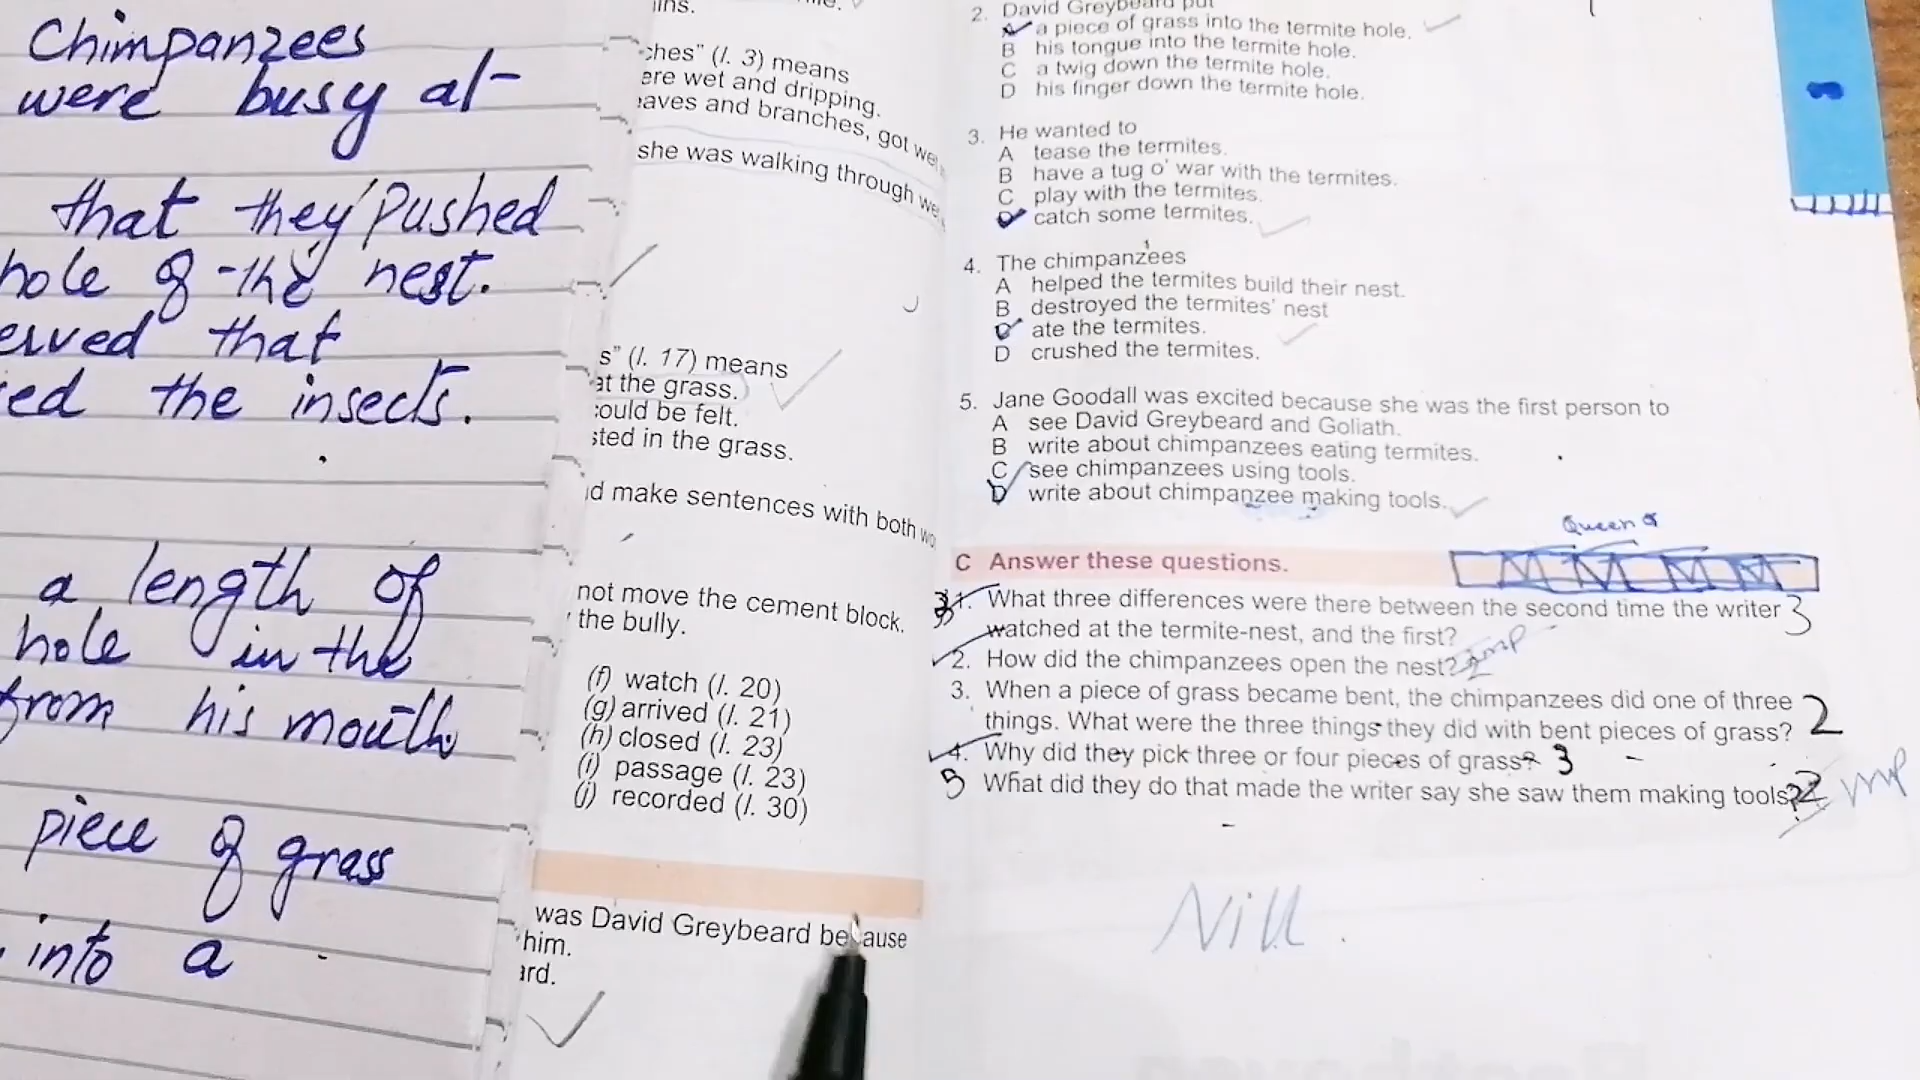 Chimpanzees
were busy at
that they pushed
hole of the nest.
erved that
ed the insects.
a length of
hole in the
from his mouth
piece of grass
into a
ins.
ches" (l. 3) means
ere wet and dripping.
eaves and branches, got we
she was walking through we
s" (l. 17) means
at the grass.
could be felt.
sted in the grass.
d make sentences with both wo
not move the cement block.
the bully.
(f) watch (l. 20)
(g) arrived (l. 21)
(h) closed (l. 23)
(i) passage (l. 23)
(j) recorded (l. 30)
was David Greybeard because
him.
ard.
2. David Greybeard put
A a piece of grass into the termite hole.
B his tongue into the termite hole.
C a twig down the termite hole.
D his finger down the termite hole.
3. He wanted to
A tease the termites.
B have a tug o' war with the termites.
C play with the termites.
D catch some termites.
4. The chimpanzees
A helped the termites build their nest.
B destroyed the termites' nest
C ate the termites.
D crushed the termites.
5. Jane Goodall was excited because she was the first person to
A see David Greybeard and Goliath.
B write about chimpanzees eating termites.
C see chimpanzees using tools.
D write about chimpanzee making tools.
Queen of
C Answer these questions.
1. What three differences were there between the second time the writer 3
watched at the termite-nest, and the first?
2. How did the chimpanzees open the nest? 2 imp
3. When a piece of grass became bent, the chimpanzees did one of three
things. What were the three things they did with bent pieces of grass? 2
4. Why did they pick three or four pieces of grass? 3
5 What did they do that made the writer say she saw them making tools? 2 imp
Nill.